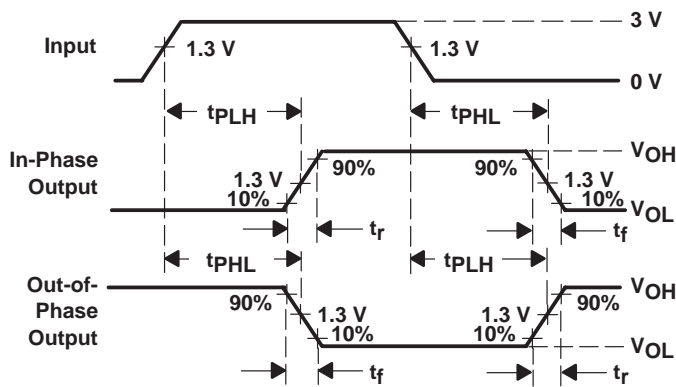 3 V
Input
1.3 V
1.3 V
0 V
tPLH
tPHL
In-Phase
Output
90%
90%
VOH
1.3 V
1.3 V
10%
10%
VOL
tr
tf
tPHL
tPLH
Out-of-
Phase
Output
90%
90%
VOH
1.3 V
1.3 V
10%
10%
VOL
tf
tr